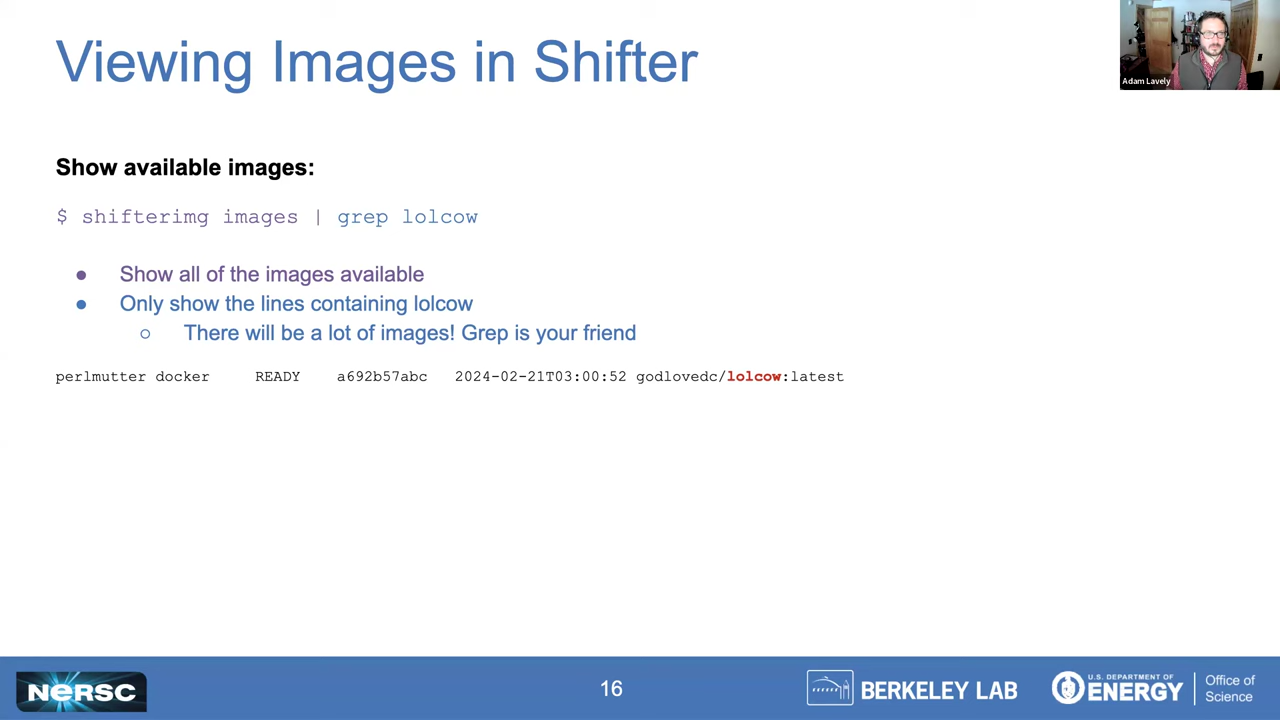 Viewing Images in Shifter
Adam Lavely
Show available images:
$ shifterimg images | grep lolcow
● Show all of the images available
● Only show the lines containing lolcow
○ There will be a lot of images! Grep is your friend
perlmutter docker READY a692b57abc 2024-02-21T03:00:52 godlovedc/lolcow:latest
NERSC
16
BERKELEY LAB
U.S. DEPARTMENT OF
ENERGY
Office of
Science